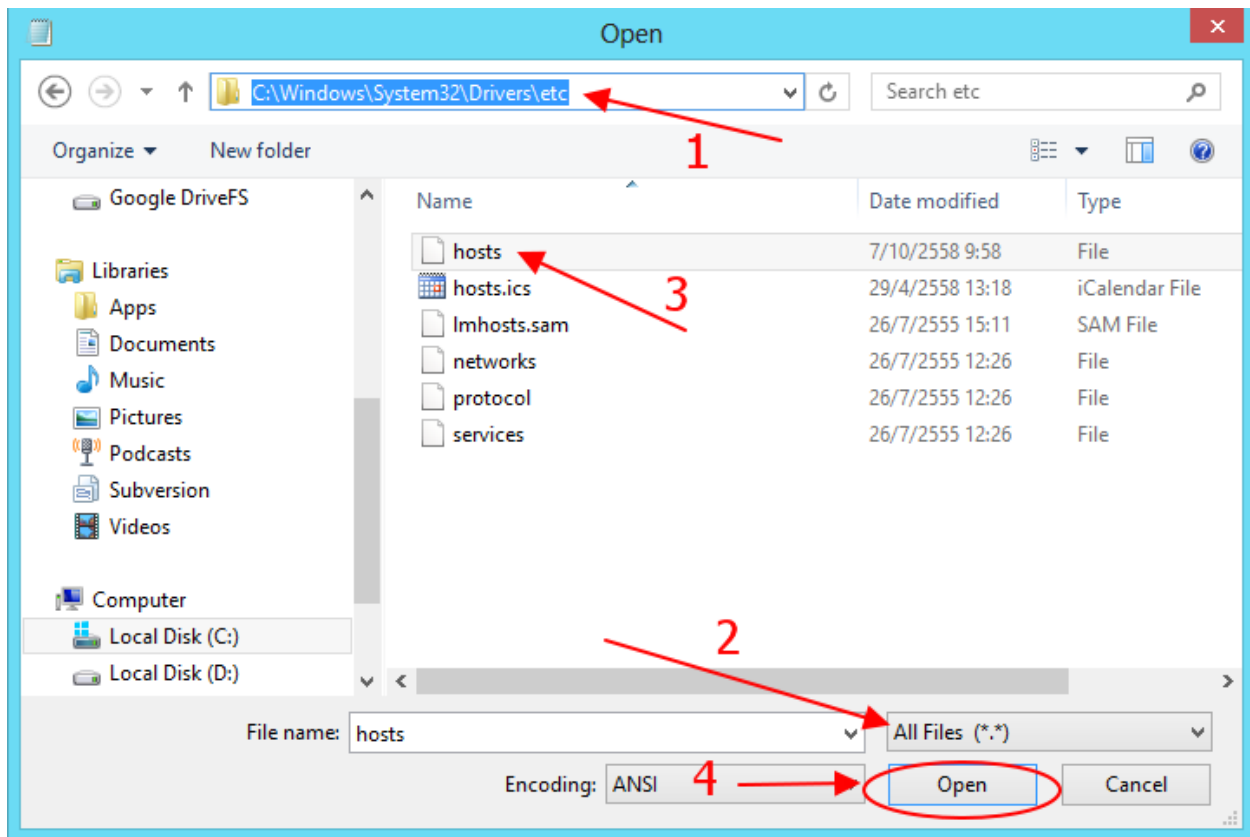 Open
C:\Windows\System32\Drivers\etc
Search etc
1
Organize
New folder
Google DriveFS
Libraries
Apps
Documents
Music
Pictures
Podcasts
Subversion
Videos
Computer
Local Disk (C:)
Local Disk (D:)
Name Date modified Type
hosts 7/10/2558 9:58 File
3
hosts.ics 29/4/2558 13:18 iCalendar File
lmhosts.sam 26/7/2555 15:11 SAM File
networks 26/7/2555 12:26 File
protocol 26/7/2555 12:26 File
services 26/7/2555 12:26 File
2
File name: hosts
All Files (*.*)
Encoding: ANSI
4
Open
Cancel